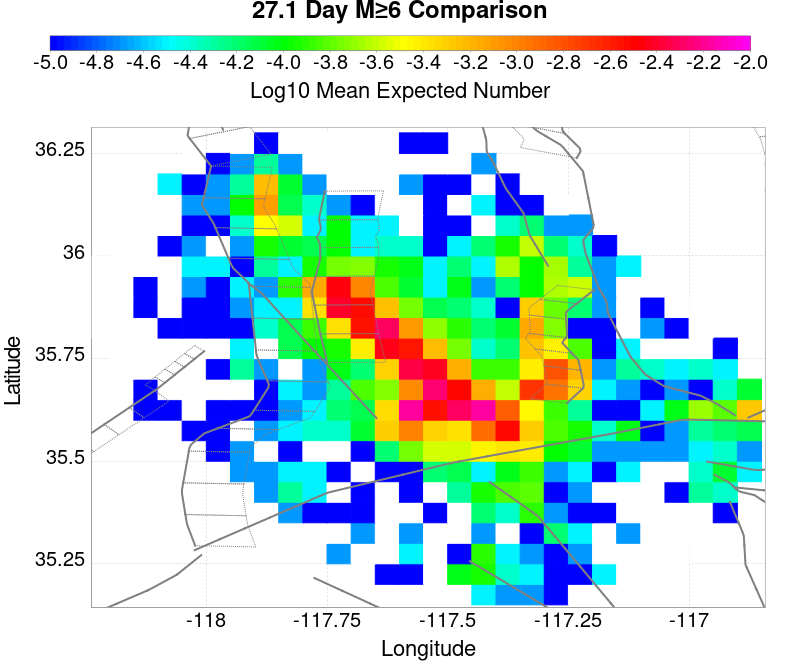 27.1 Day M≥6 Comparison
-5.0 -4.8 -4.6 -4.4 -4.2 -4.0 -3.8 -3.6 -3.4 -3.2 -3.0 -2.8 -2.6 -2.4 -2.2 -2.0
Log10 Mean Expected Number
36.25
36
35.75
35.5
35.25
Latitude
-118 -117.75 -117.5 -117.25 -117
Longitude